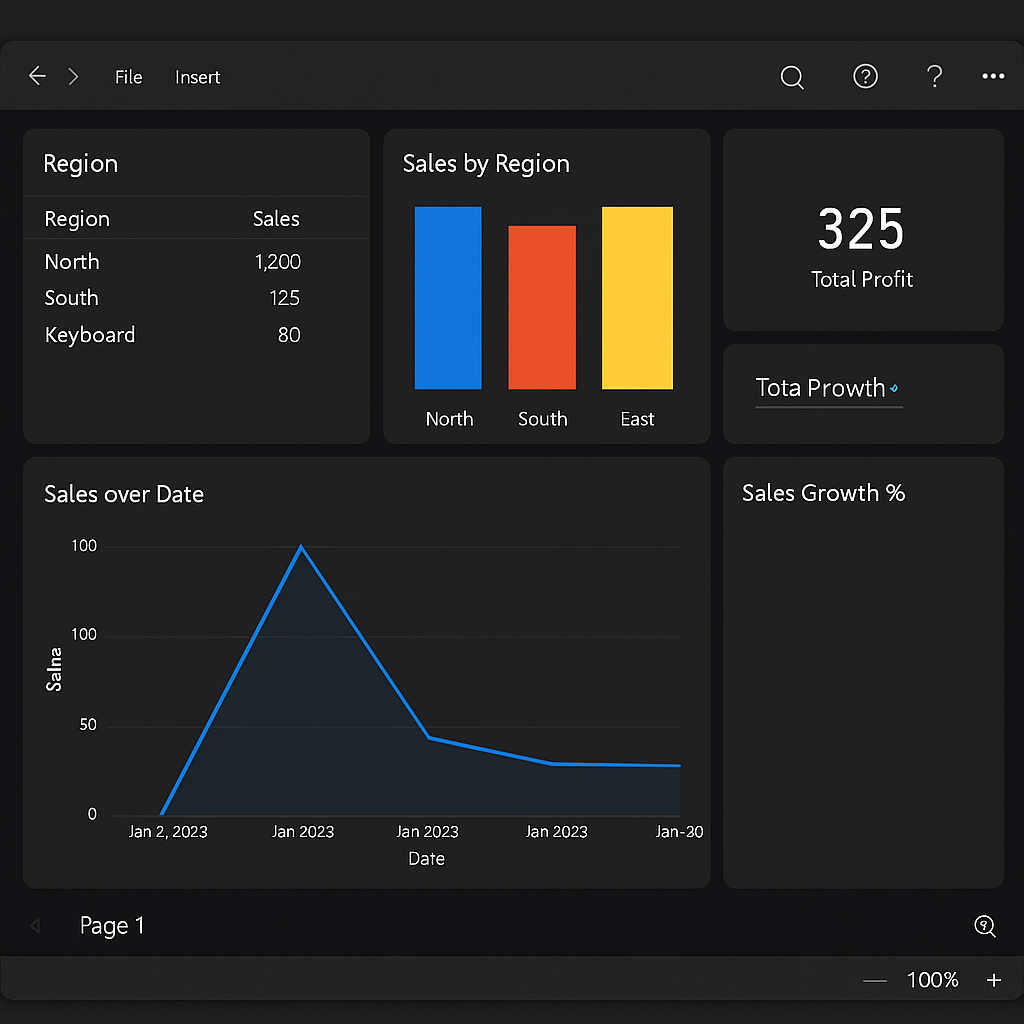 File Insert
Region
Region Sales
North 1,200
South 125
Keyboard 80
Sales by Region
North South East
325
Total Profit
Tota Prowth
Sales over Date
100
100
50
0
Salna
Jan 2, 2023 Jan 2023 Jan 2023 Jan 2023 Jan-30
Date
Sales Growth %
Page 1
100%